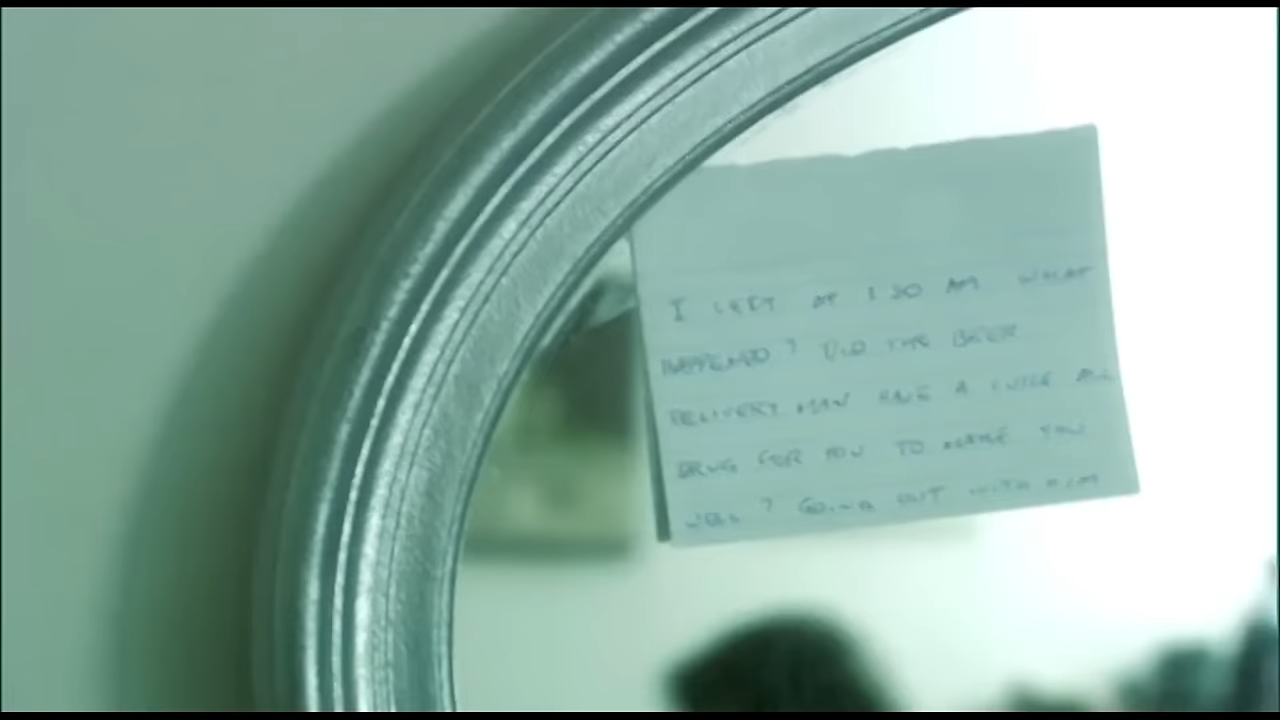 I LEFT AT 1 30 AM WHAT
HAPPENED? DID THE BEER
DELIVERY MAN HAVE A
DRUG FOR YOU TO MAKE YOU
? GOING OUT WITH HIM